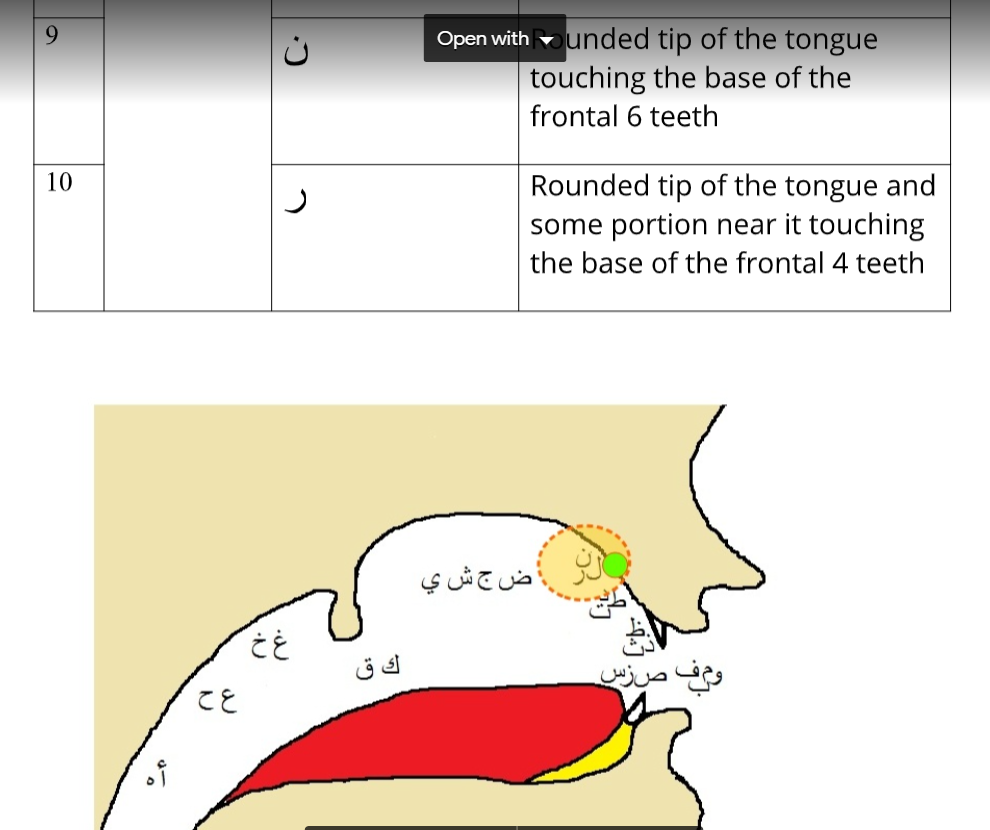 9
ن
Open with
Rounded tip of the tongue
touching the base of the
frontal 6 teeth
10
ر
Rounded tip of the tongue and
some portion near it touching
the base of the frontal 4 teeth
ن
ل ر
ض ج ش ي
ط ت
ظ
ذ ث
غ خ
ك ق
ص ز س
ع ح
أ ه